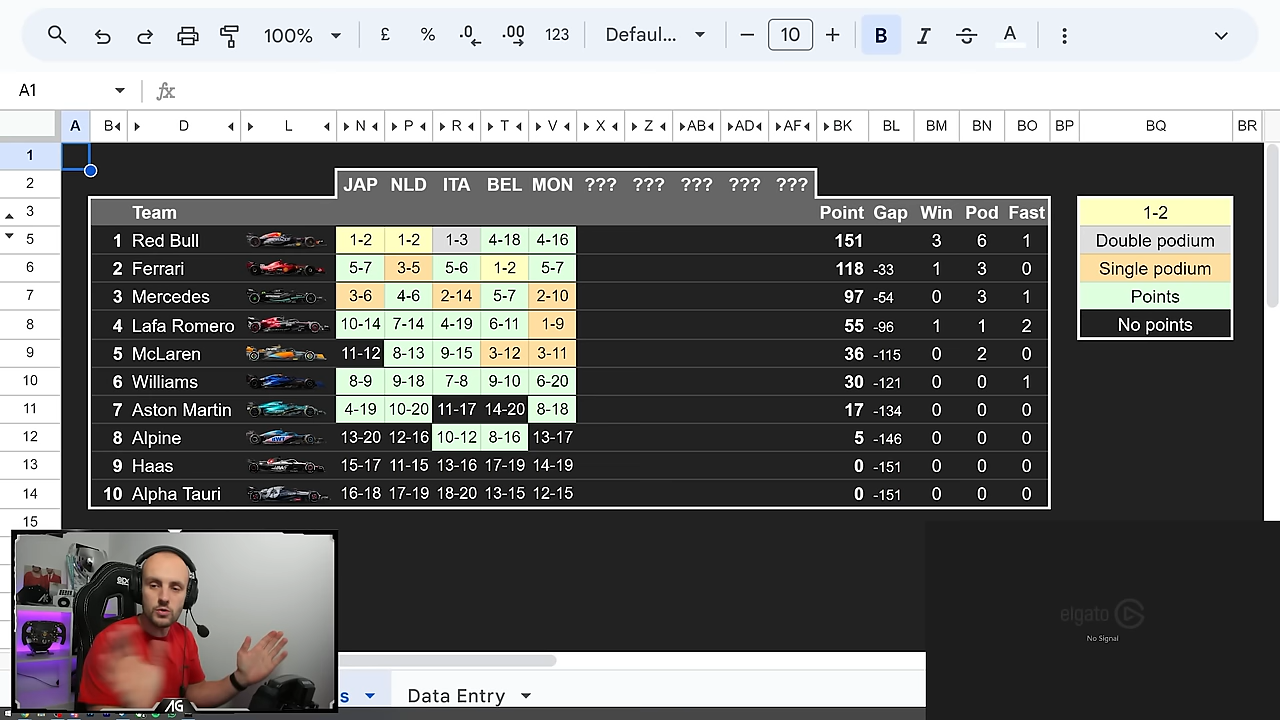 100% £ % .0 .00 123 Defaul... 10 B I S A
A1 fx
A B D L N P R T V X Z AB AD AF BK BL BM BN BO BP BQ BR
1
2 JAP NLD ITA BEL MON ??? ??? ??? ??? ???
3 Team Point Gap Win Pod Fast 1-2
5 1 Red Bull 1-2 1-2 1-3 4-18 4-16 151 3 6 1 Double podium
6 2 Ferrari 5-7 3-5 5-6 1-2 5-7 118 -33 1 3 0 Single podium
7 3 Mercedes 3-6 4-6 2-14 5-7 2-10 97 -54 0 3 1 Points
8 4 Lafa Romero 10-14 7-14 4-19 6-11 1-9 55 -96 1 1 2 No points
9 5 McLaren 11-12 8-13 9-15 3-12 3-11 36 -115 0 2 0
10 6 Williams 8-9 9-18 7-8 9-10 6-20 30 -121 0 0 1
11 7 Aston Martin 4-19 10-20 11-17 14-20 8-18 17 -134 0 0 0
12 8 Alpine 13-20 12-16 10-12 8-16 13-17 5 -146 0 0 0
13 9 Haas 15-17 11-15 13-16 17-19 14-19 0 -151 0 0 0
14 10 Alpha Tauri 16-18 17-19 18-20 13-15 12-15 0 -151 0 0 0
15
elgato
No Signal
AG
s Data Entry